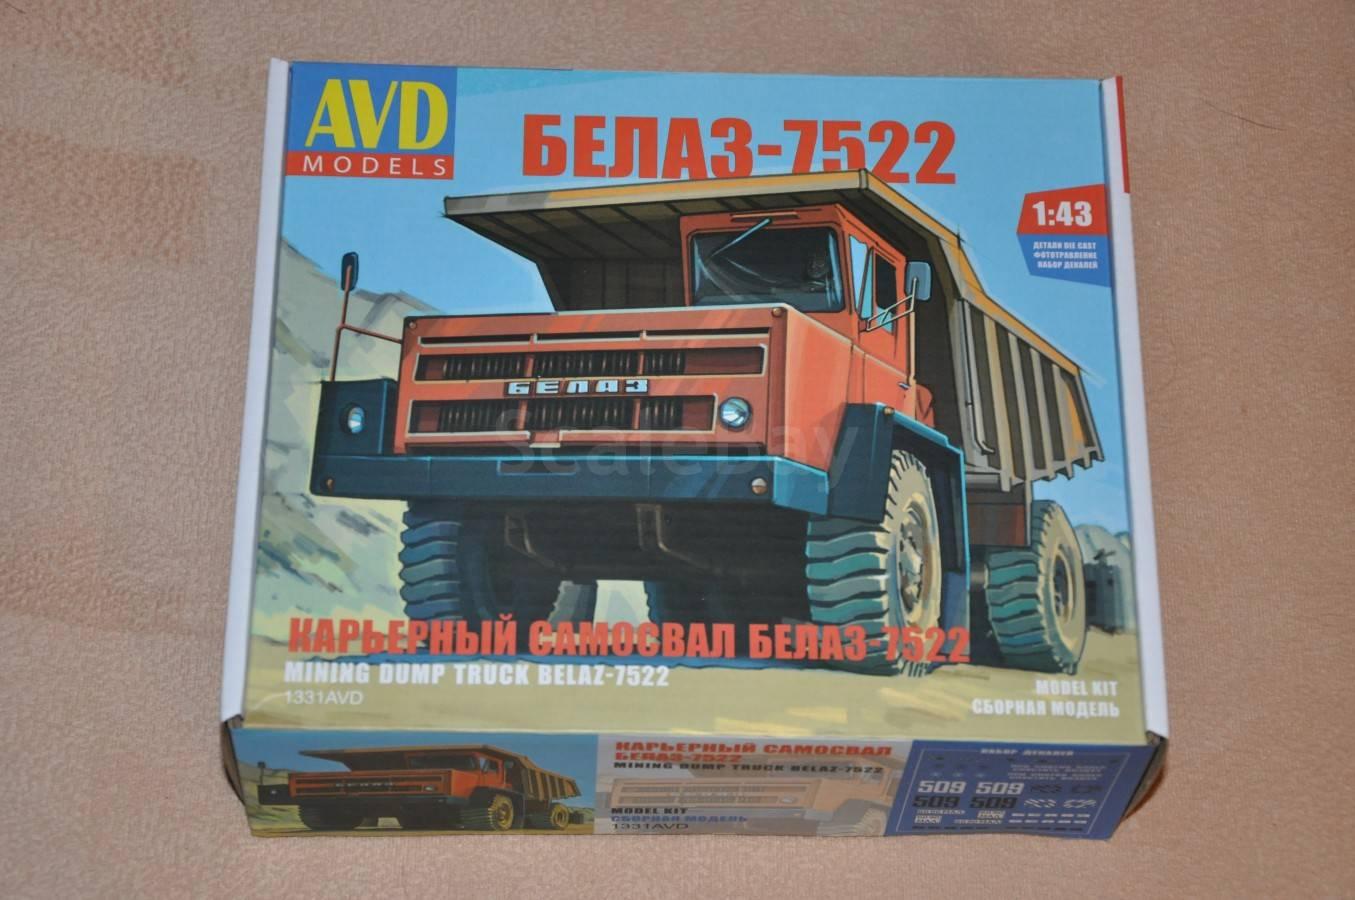 AVD
MODELS
БЕЛАЗ-7522
1:43
ДЕТАЛИ DIE CAST
ФОТОТРАВЛЕНИЕ
НАБОР ДЕКАЛЕЙ
БЕЛАЗ
ScaleBay
КАРЬЕРНЫЙ САМОСВАЛ БЕЛАЗ-7522
MINING DUMP TRUCK BELAZ-7522
1331AVD
MODEL KIT
СБОРНАЯ МОДЕЛЬ
БЕЛАЗ
КАРЬЕРНЫЙ САМОСВАЛ
БЕЛАЗ-7522
MINING DUMP TRUCK BELAZ-7522
MODEL KIT
СБОРНАЯ МОДЕЛЬ
1331AVD
НАБОР ДЕКАЛЕЙ
509 509
509 509